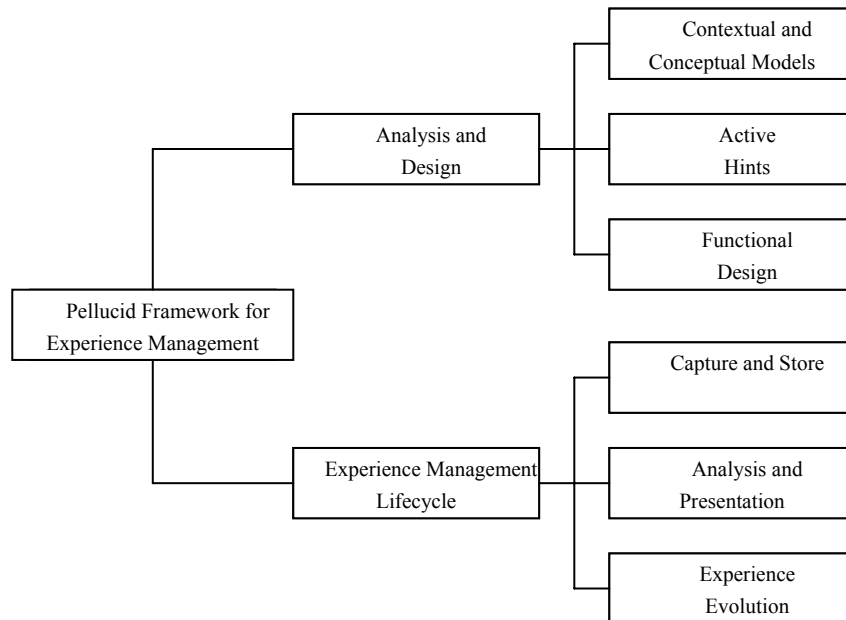 Contextual and
Conceptual Models
Analysis and
Design
Active
Hints
Functional
Design
Pellucid Framework for
Experience Management
Capture and Store
Experience Management
Lifecycle
Analysis and
Presentation
Experience
Evolution